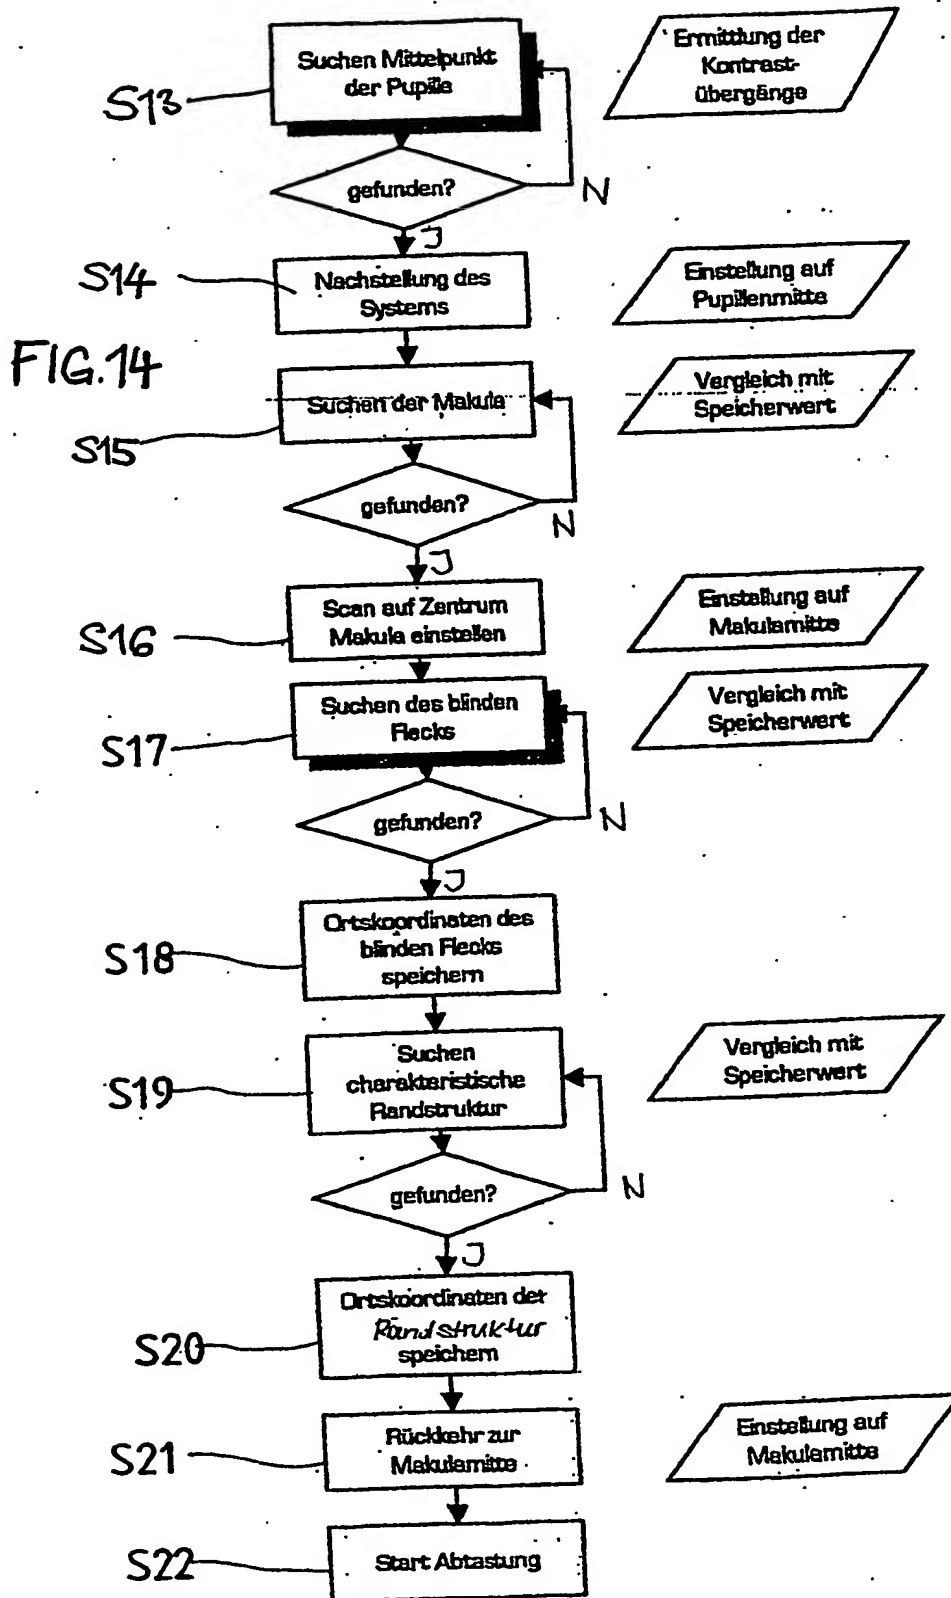 Suchen Mittelpunkt
der Pupille
Ermittlung der
Kontrast-
übergänge
S13
gefunden?
N
J
S14
Nachstellung des
Systems
Einstellung auf
Pupillenmitte
FIG.14
Suchen der Makula
Vergleich mit
Speicherwert
S15
gefunden?
N
J
S16
Scan auf Zentrum
Makula einstellen
Einstellung auf
Makulamitte
S17
Suchen des blinden
Flecks
Vergleich mit
Speicherwert
gefunden?
N
J
S18
Ortskoordinaten des
blinden Flecks
speichern
S19
Suchen
charakteristische
Randstruktur
Vergleich mit
Speicherwert
gefunden?
N
J
S20
Ortskoordinaten der
Randstruktur
speichern
S21
Rückkehr zur
Makulamitte
Einstellung auf
Makulamitte
S22
Start Abtastung